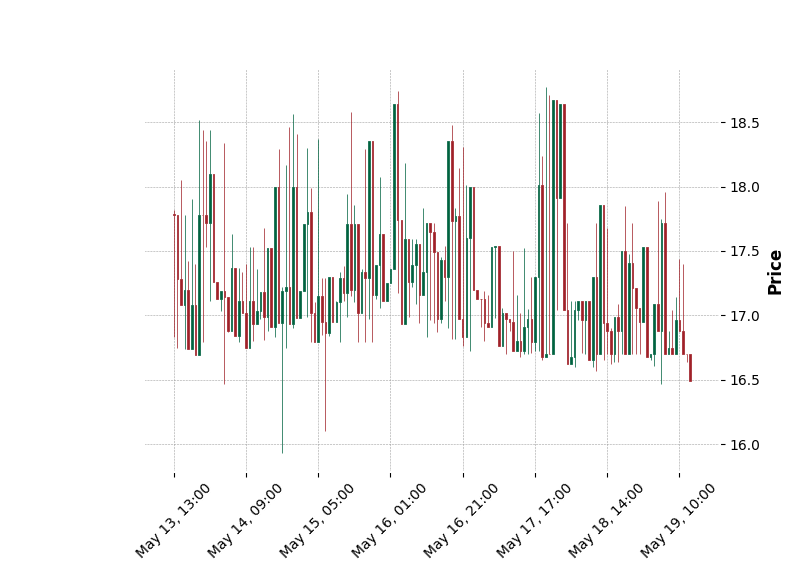 18.5
18.0
17.5
17.0
16.5
16.0
Price
May 13, 13:00
May 14, 09:00
May 15, 05:00
May 16, 01:00
May 16, 21:00
May 17, 17:00
May 18, 14:00
May 19, 10:00